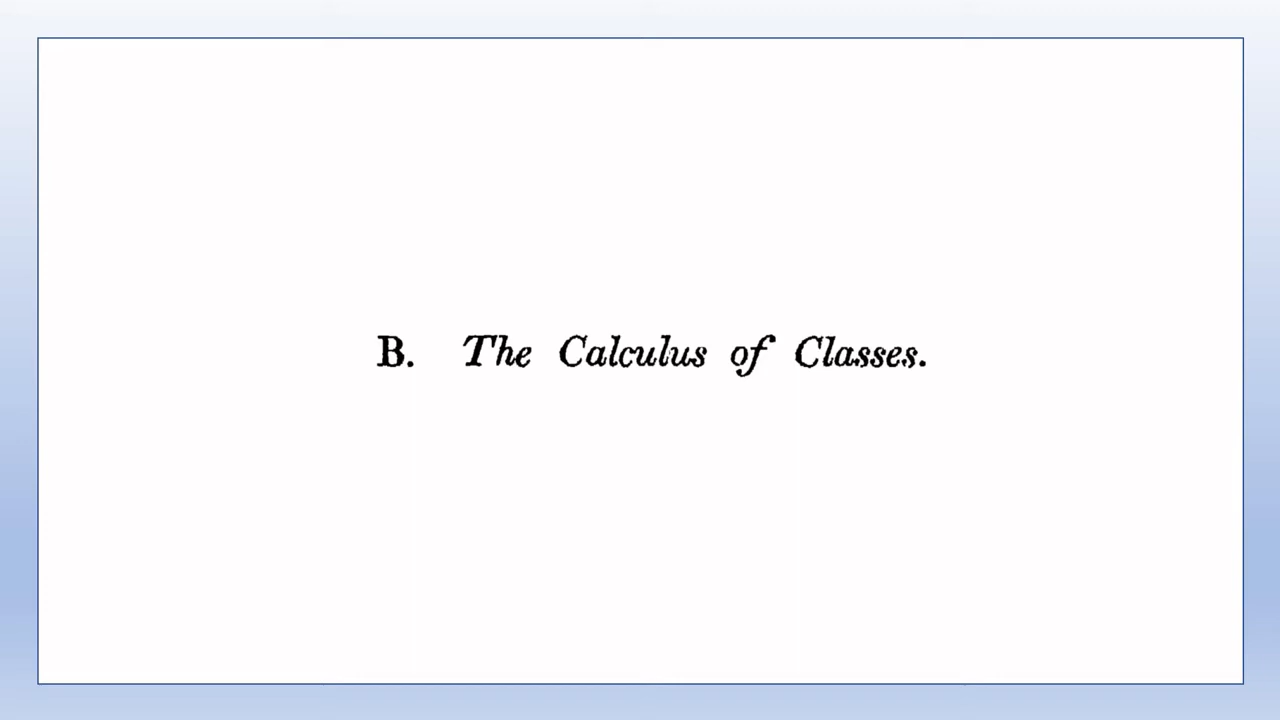 B. The Calculus of Classes.